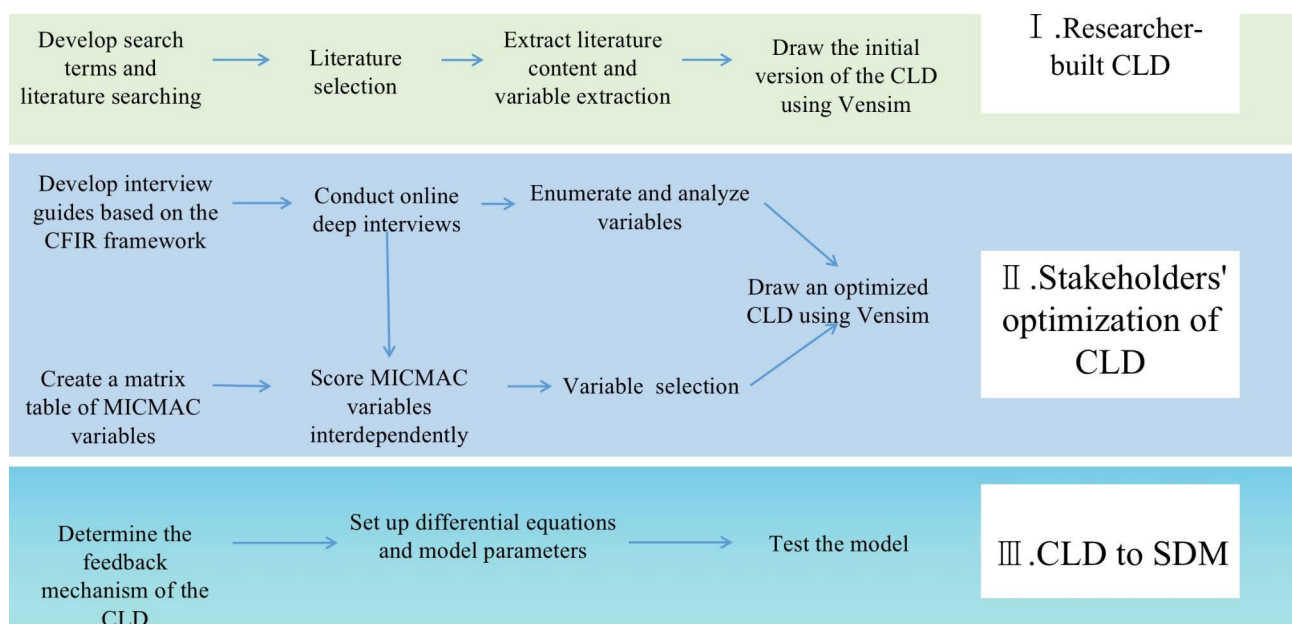 Develop search
terms and
literature searching
Literature
selection
Extract literature
content and
variable extraction
Draw the initial
version of the CLD
using Vensim
Ⅰ.Researcher-
built CLD
Develop interview
guides based on the
CFIR framework
Conduct online
deep interviews
Enumerate and analyze
variables
Draw an optimized
CLD using Vensim
Create a matrix
table of MICMAC
variables
Score MICMAC
variables
interdependently
Variable selection
Ⅱ.Stakeholders'
optimization of
CLD
Determine the
feedback
mechanism of the
CLD
Set up differential equations
and model parameters
Test the model
Ⅲ.CLD to SDM